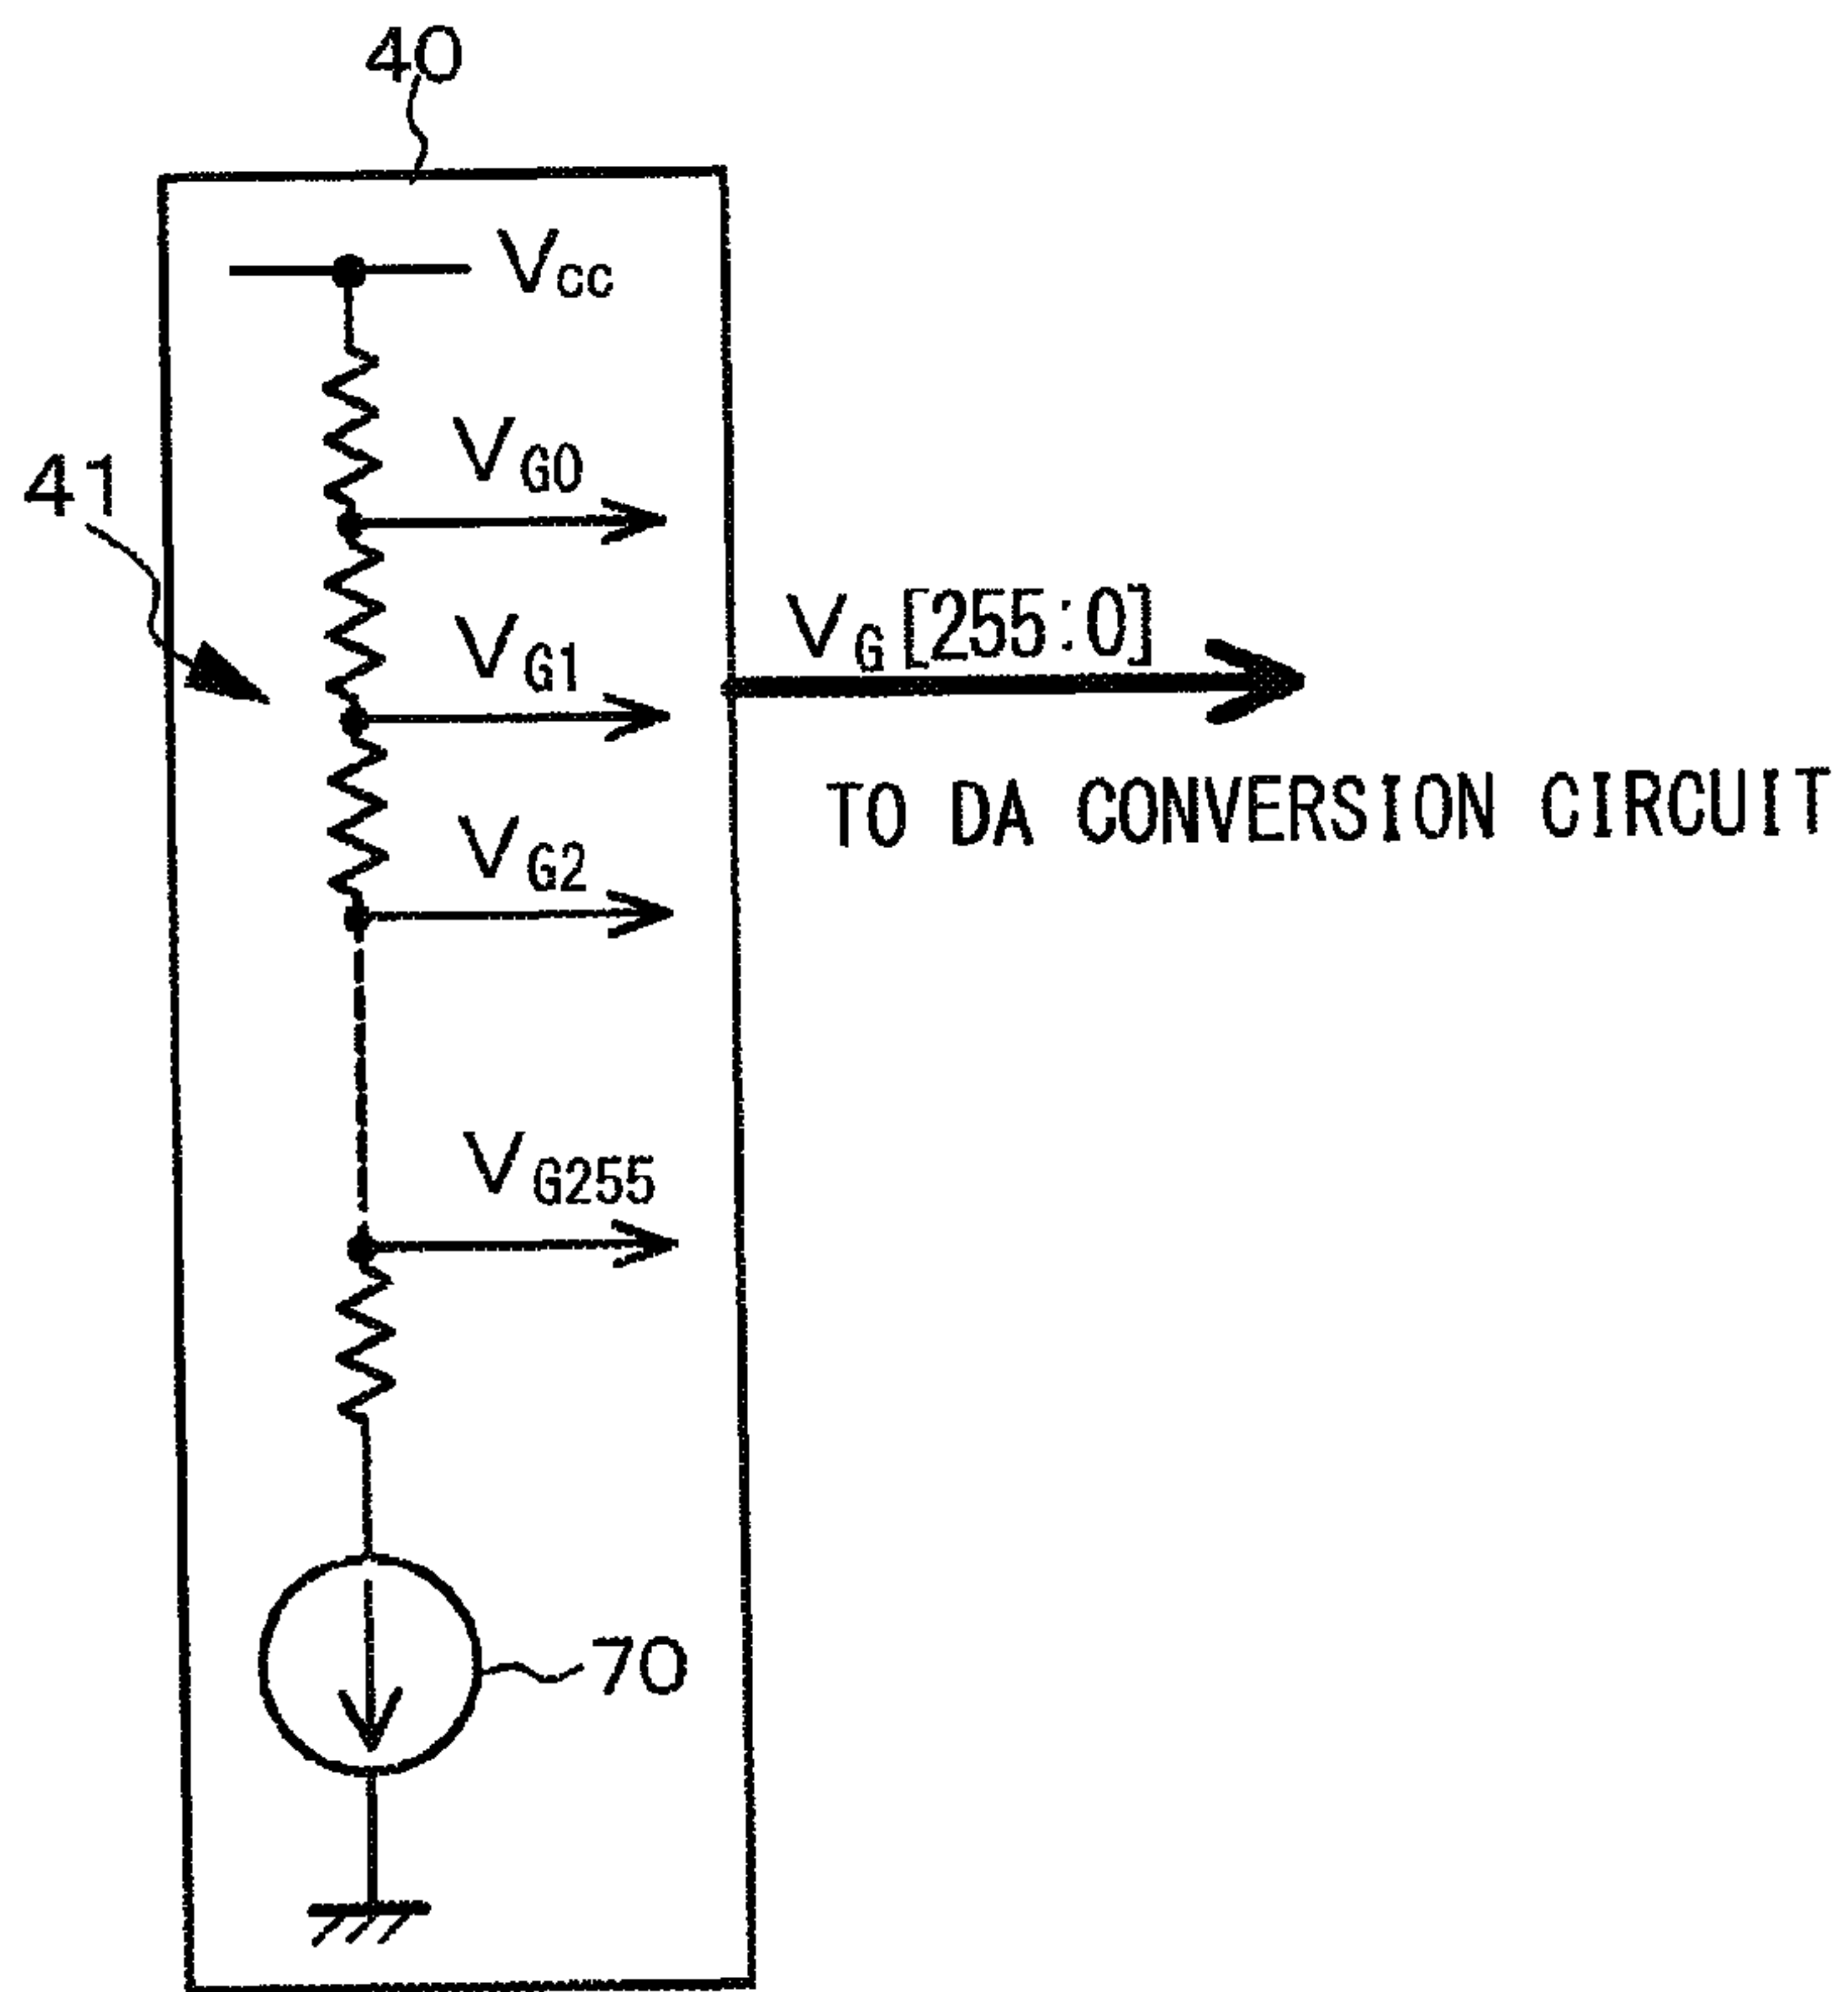 40
Vcc
VG0
41
VG1
VG[255:0]
TO DA CONVERSION CIRCUIT
VG2
VG255
70